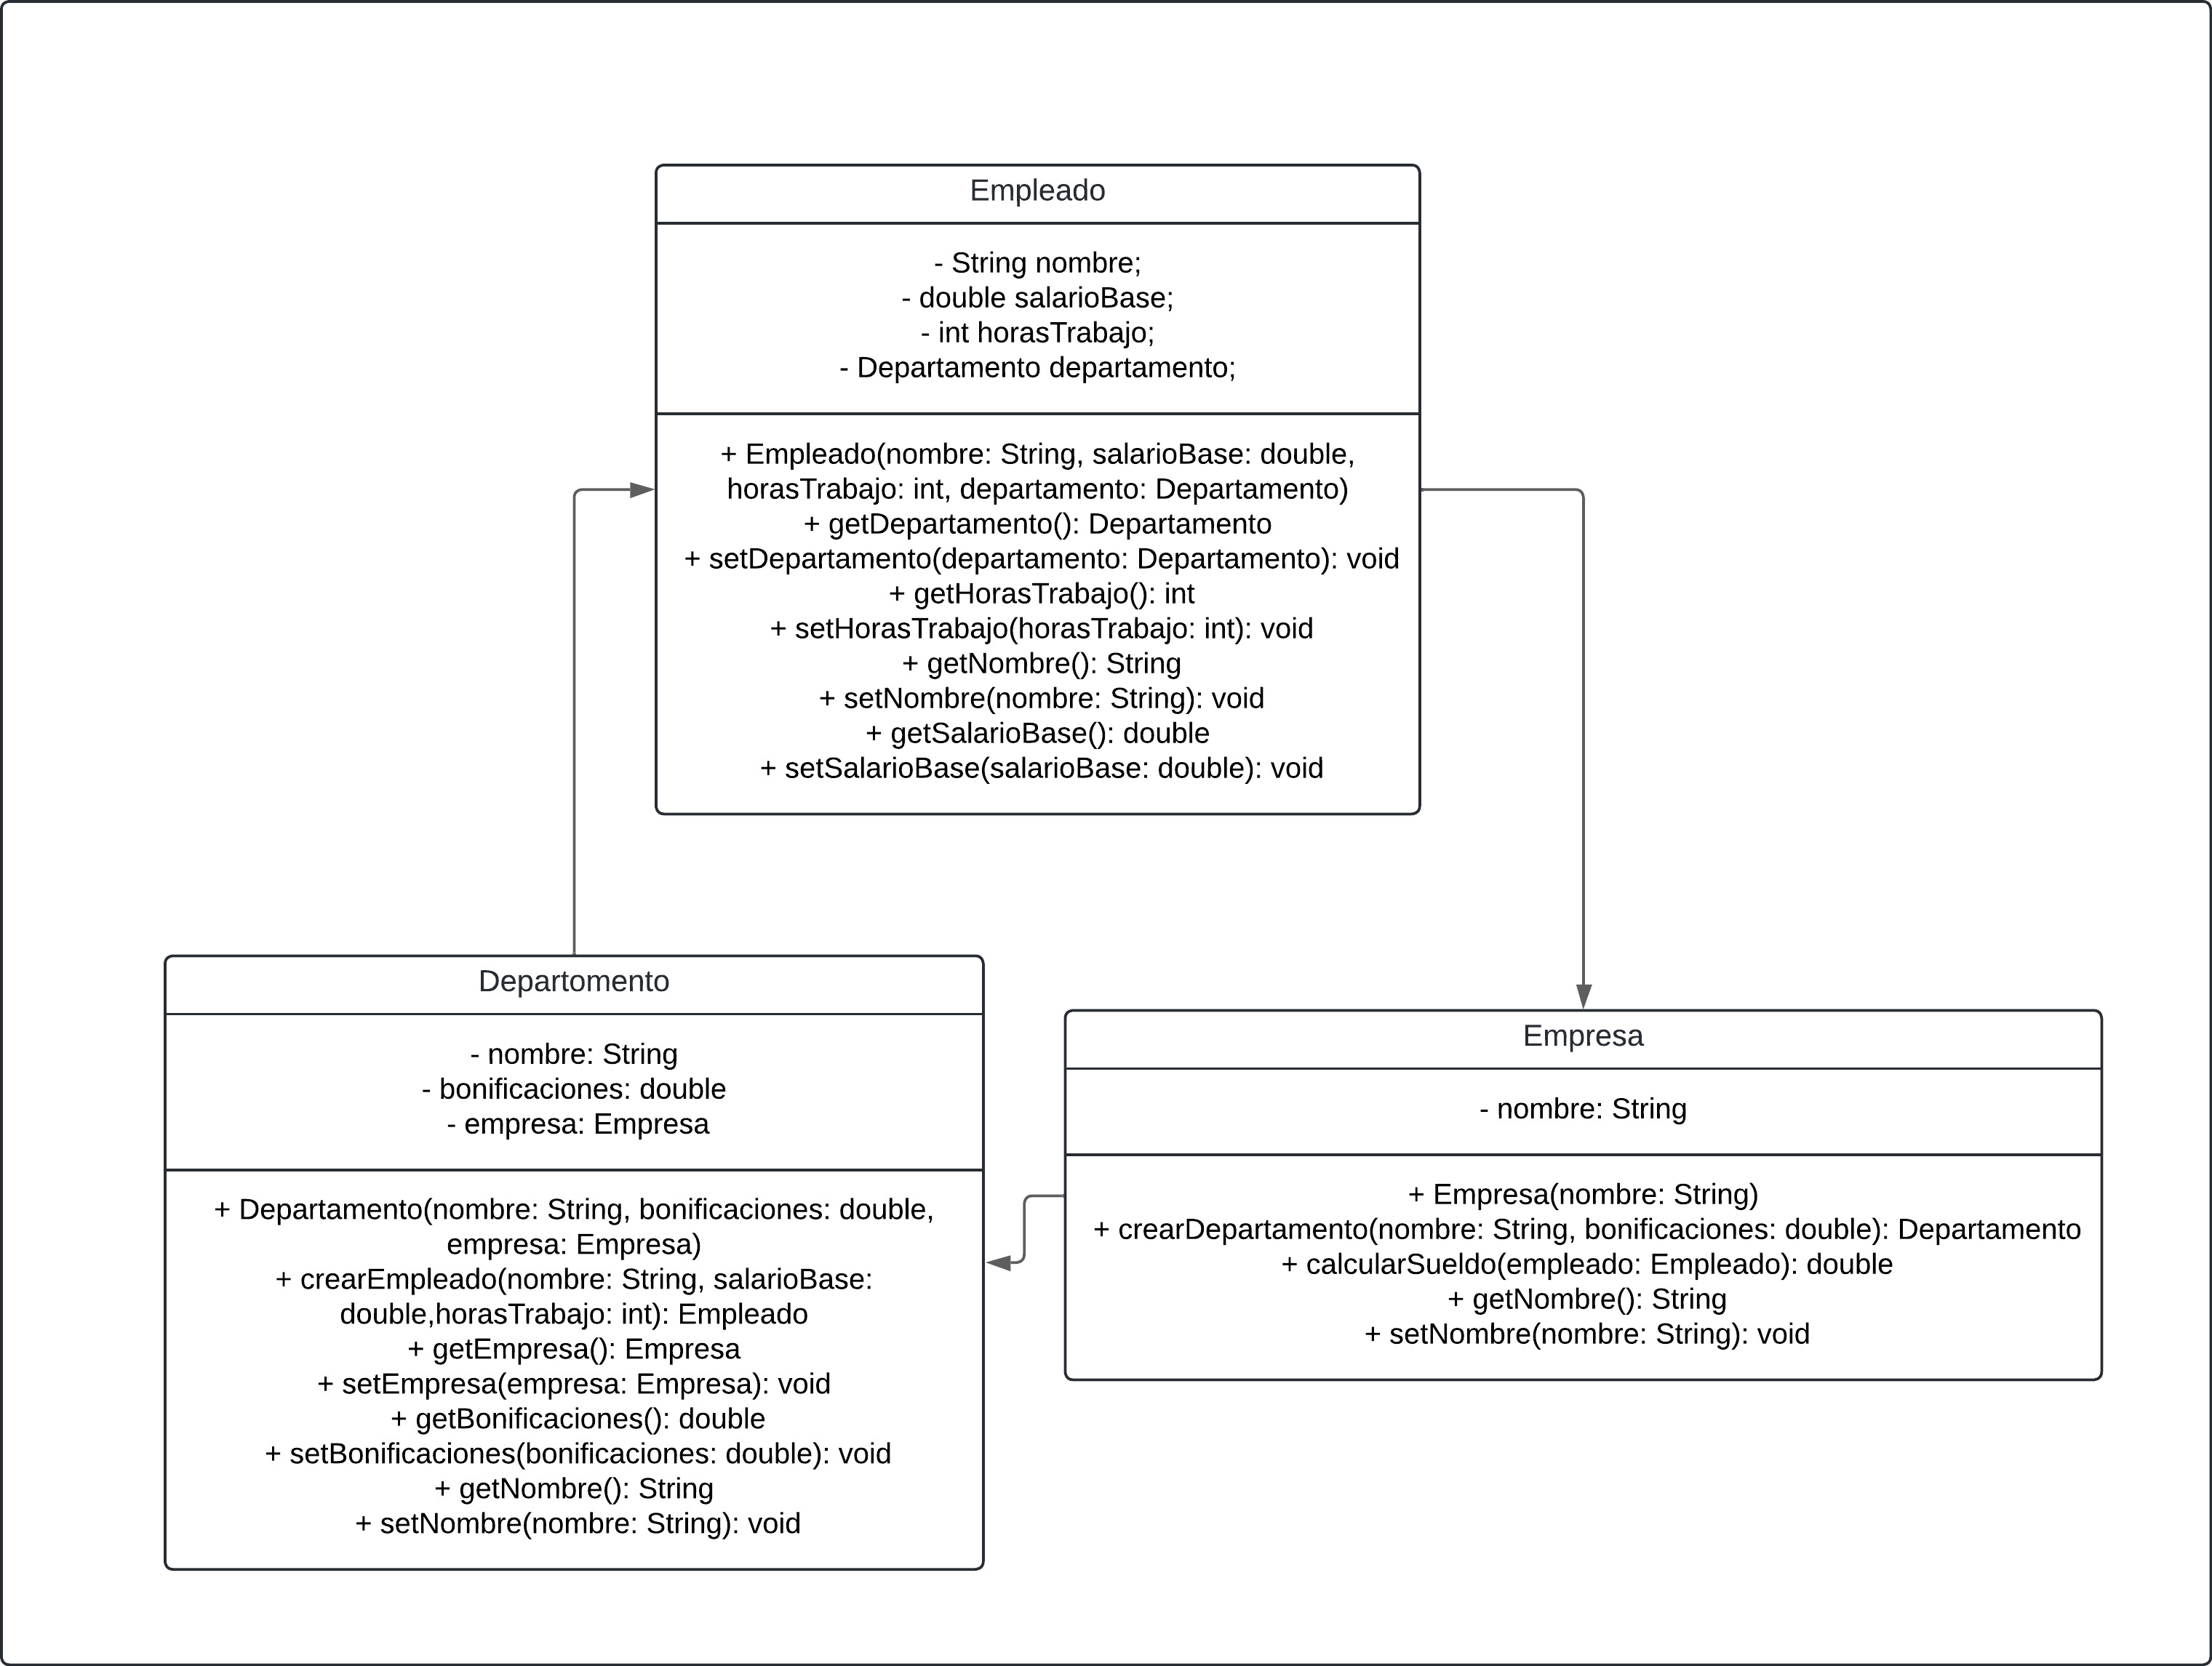 Empleado
- String nombre;
- double salarioBase;
- int horasTrabajo;
- Departamento departamento;
+ Empleado(nombre: String, salarioBase: double,
horasTrabajo: int, departamento: Departamento)
+ getDepartamento(): Departamento
+ setDepartamento(departamento: Departamento): void
+ getHorasTrabajo(): int
+ setHorasTrabajo(horasTrabajo: int): void
+ getNombre(): String
+ setNombre(nombre: String): void
+ getSalarioBase(): double
+ setSalarioBase(salarioBase: double): void
Departomento
- nombre: String
- bonificaciones: double
- empresa: Empresa
+ Departamento(nombre: String, bonificaciones: double,
empresa: Empresa)
+ crearEmpleado(nombre: String, salarioBase:
double,horasTrabajo: int): Empleado
+ getEmpresa(): Empresa
+ setEmpresa(empresa: Empresa): void
+ getBonificaciones(): double
+ setBonificaciones(bonificaciones: double): void
+ getNombre(): String
+ setNombre(nombre: String): void
Empresa
- nombre: String
+ Empresa(nombre: String)
+ crearDepartamento(nombre: String, bonificaciones: double): Departamento
+ calcularSueldo(empleado: Empleado): double
+ getNombre(): String
+ setNombre(nombre: String): void